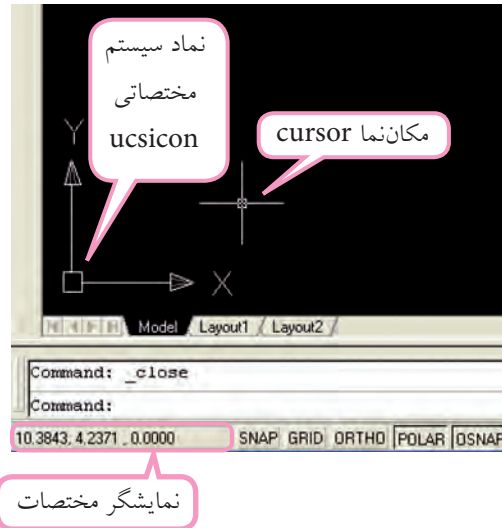 نماد سیستم
مختصاتی
ucsicon
مکان‌نما cursor
Y
X
Model Layout1 Layout2
Command: _close
Command:
10.3843, 4.2371 , 0.0000 SNAP GRID ORTHO POLAR OSNAP
نمایشگر مختصات